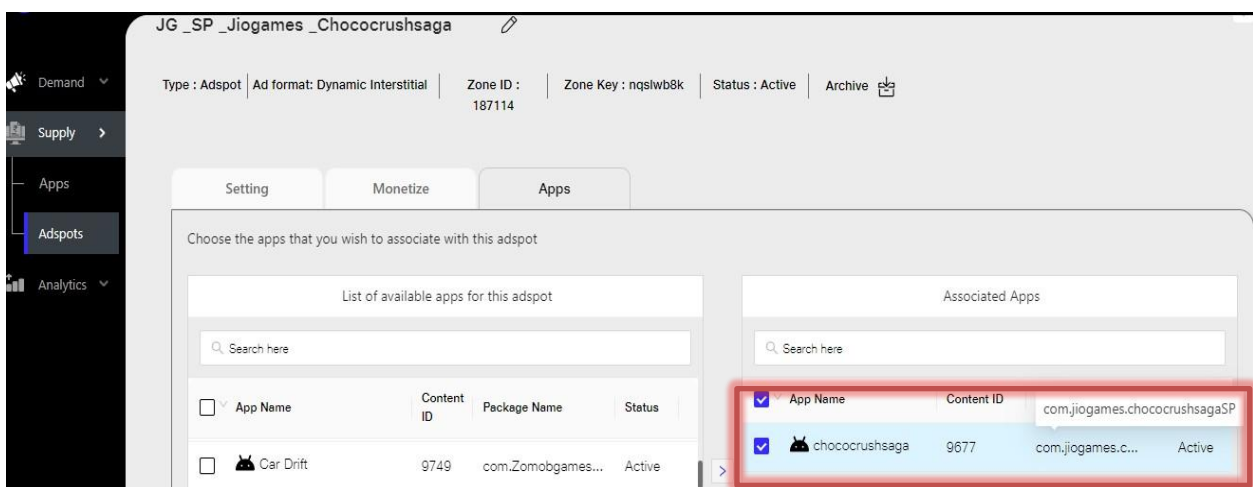 JG _SP _Jiogames _Chococrushsaga
Demand
Type : Adspot Ad format: Dynamic Interstitial Zone ID : 187114 Zone Key : nqslwb8k Status : Active Archive
Supply
Apps
Setting Monetize Apps
Adspots
Choose the apps that you wish to associate with this adspot
Analytics
List of available apps for this adspot Associated Apps
Search here Search here
App Name Content ID Package Name Status App Name Content ID com.jiogames.chococrushsagaSP
Car Drift 9749 com.Zomobgames... Active chococrushsaga 9677 com.jiogames.c... Active